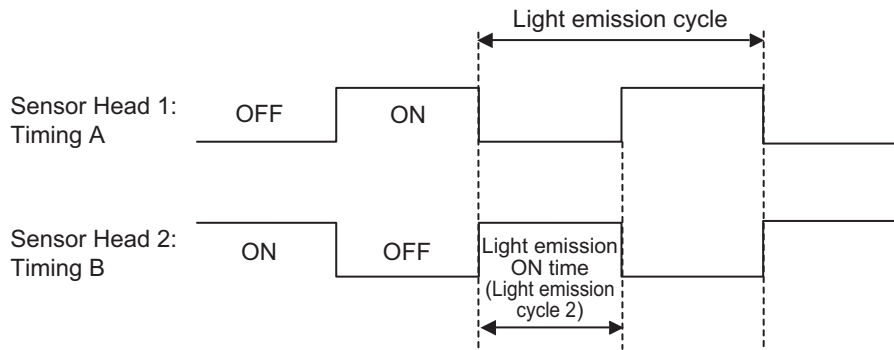 Light emission cycle
Sensor Head 1:
Timing A
OFF
ON
Sensor Head 2:
Timing B
ON
OFF
Light emission
ON time
(Light emission
cycle 2)